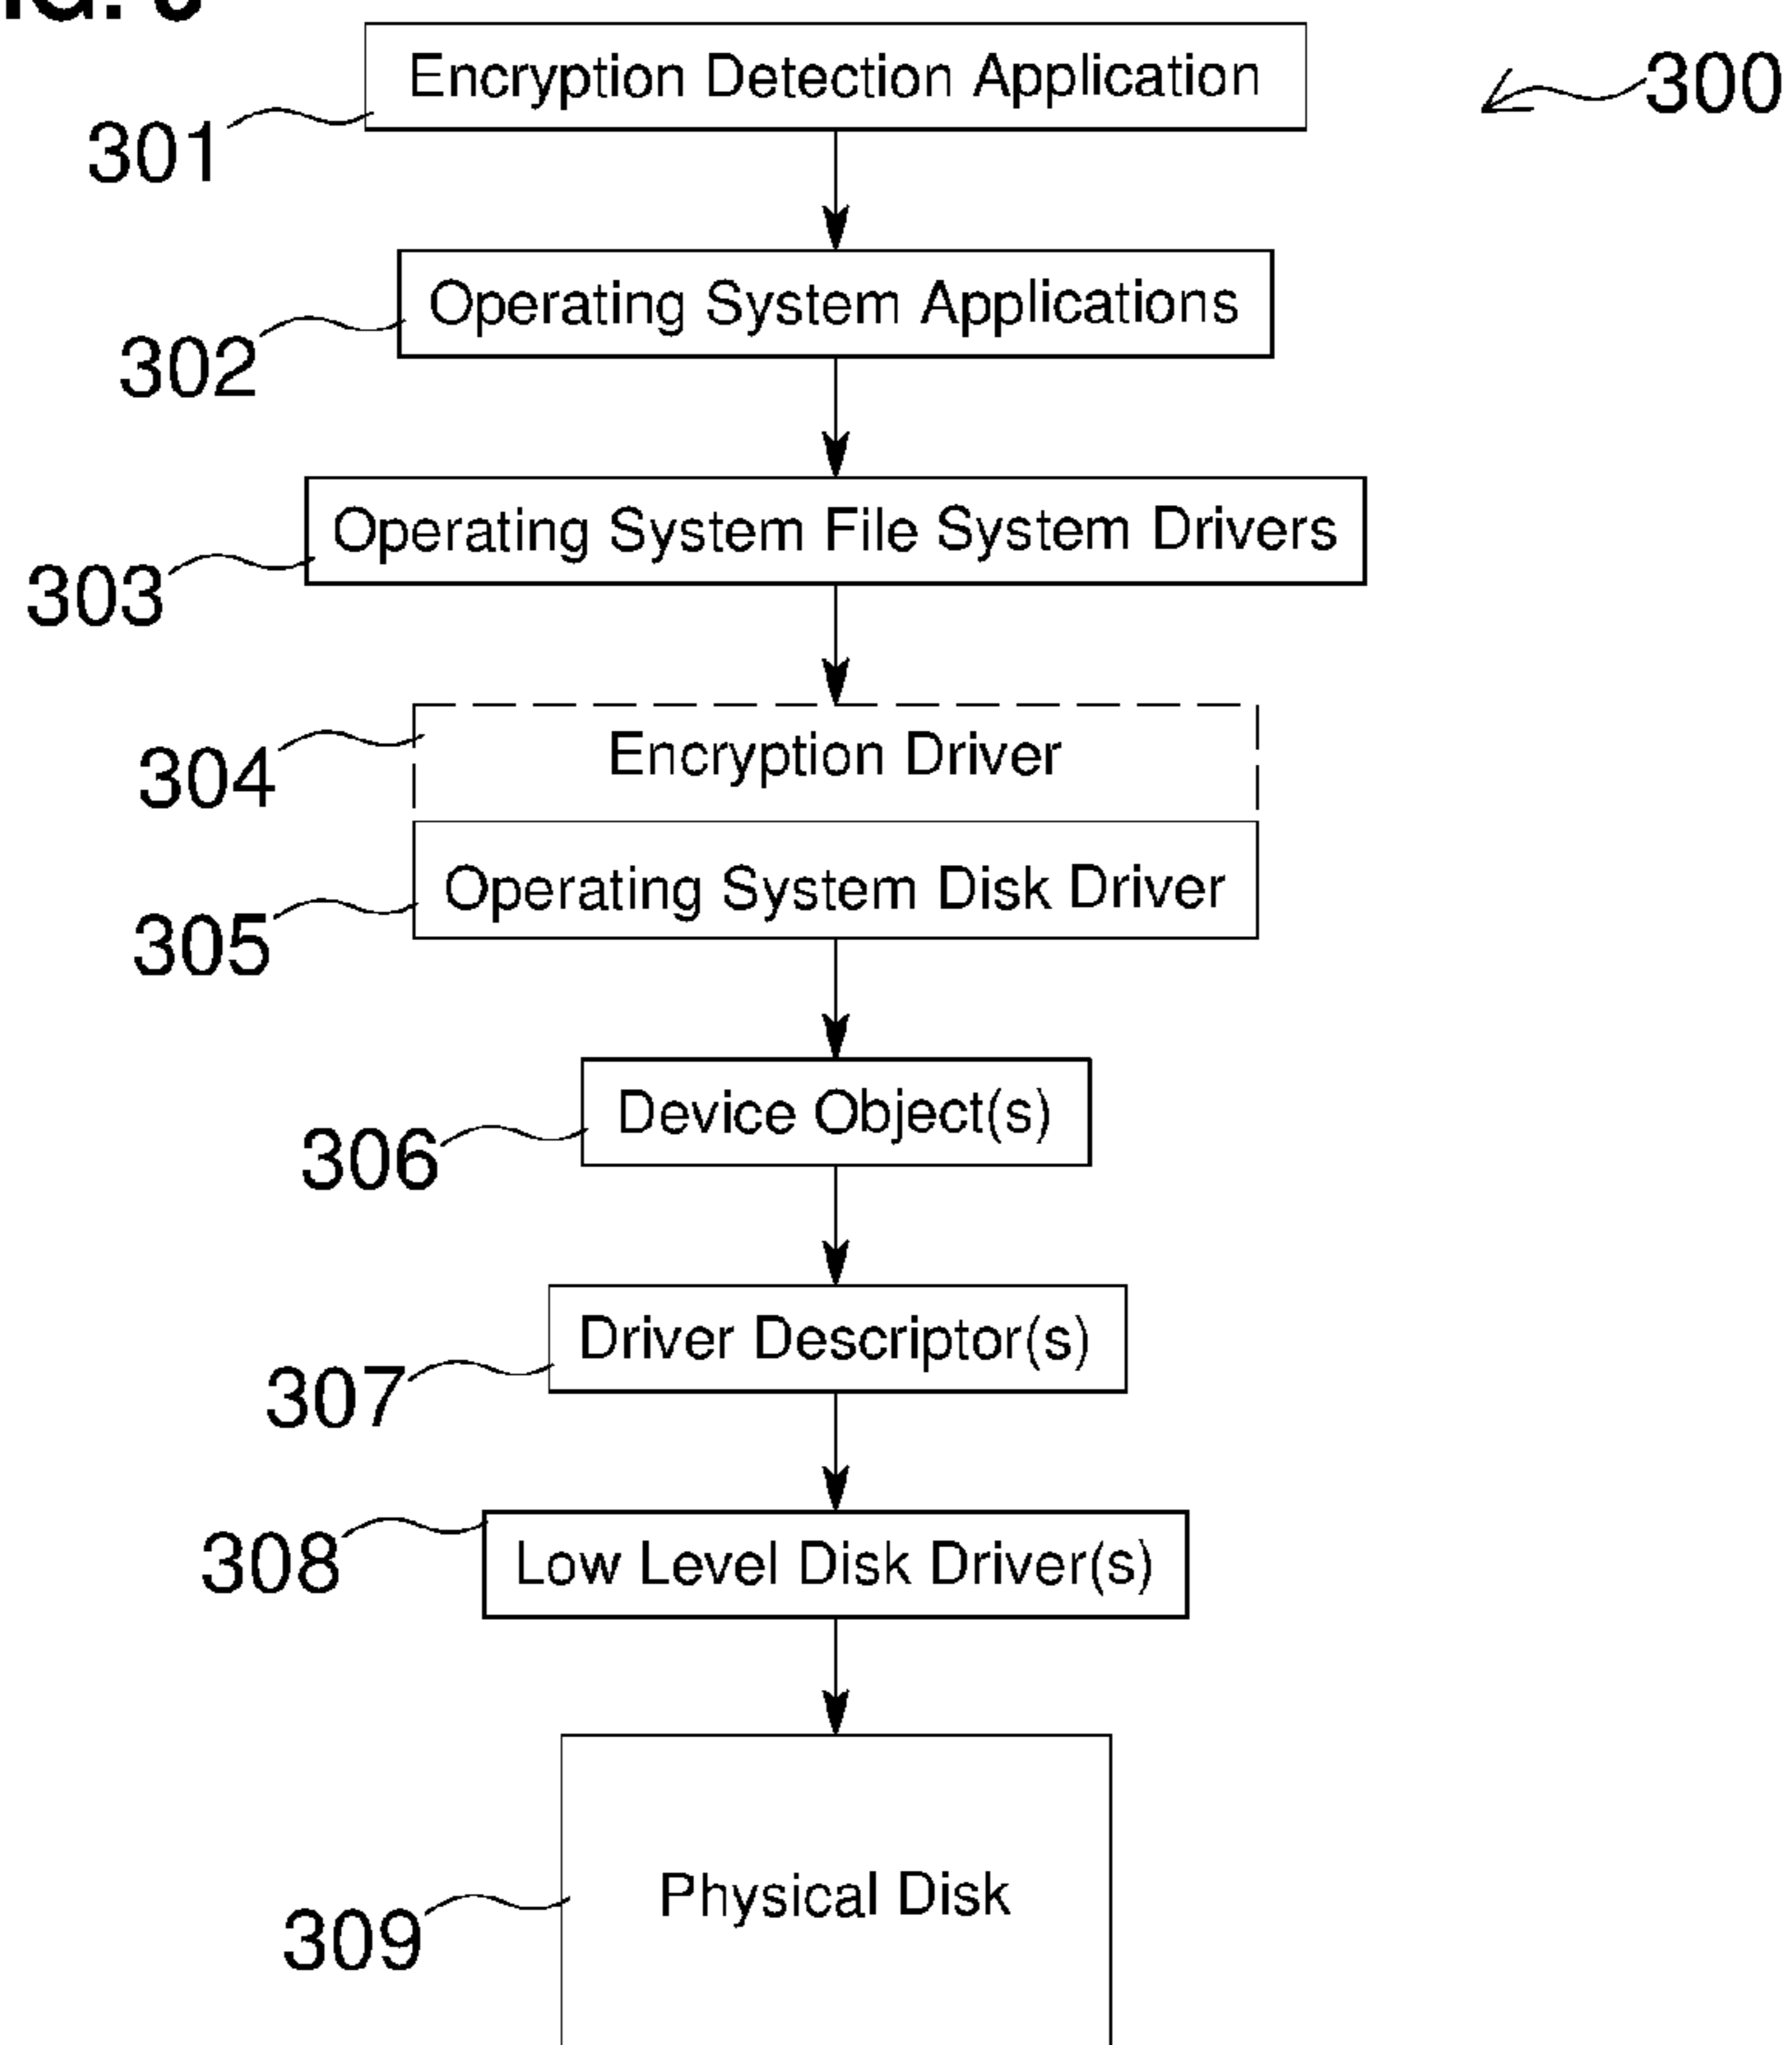 Encryption Detection Application
300
301
Operating System Applications
302
Operating System File System Drivers
303
Encryption Driver
304
Operating System Disk Driver
305
Device Object(s)
306
Driver Descriptor(s)
307
Low Level Disk Driver(s)
308
Physical Disk
309